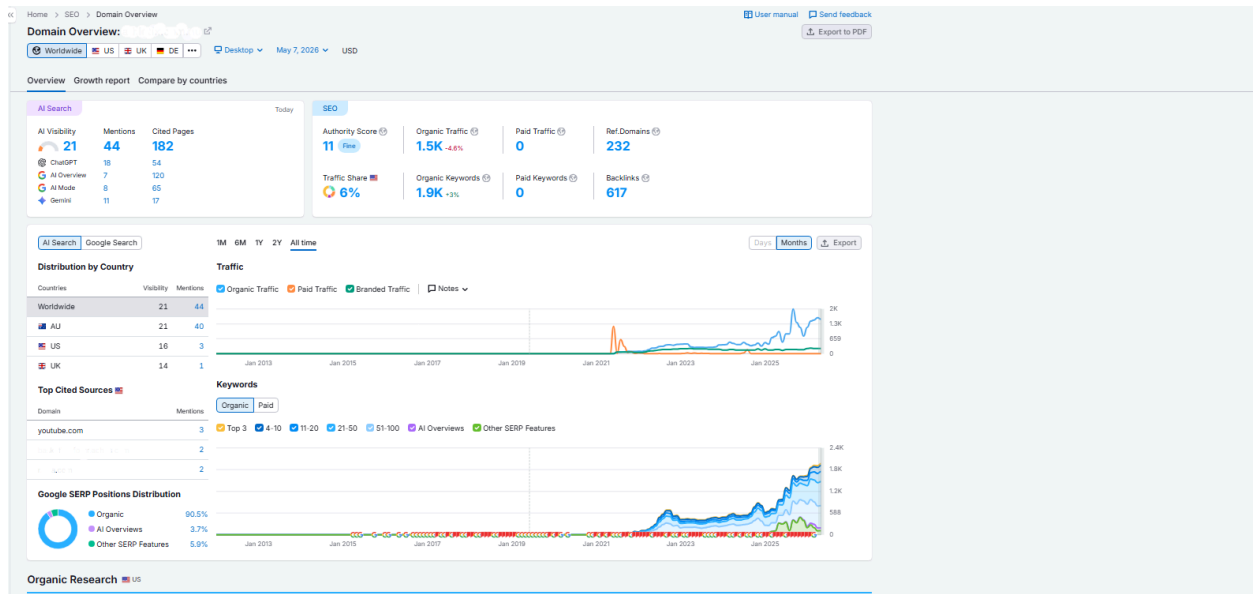 Home > SEO > Domain Overview
User manual Send feedback
Domain Overview:
Export to PDF
Worldwide US UK DE ••• Desktop May 7, 2026 USD
Overview Growth report Compare by countries
AI Search Today
AI Visibility Mentions Cited Pages
21 44 182
ChatGPT 18 54
AI Overview 7 120
AI Mode 8 65
Gemini 11 17
SEO
Authority Score Organic Traffic Paid Traffic Ref.Domains
11 Fine 1.5K -4.6% 0 232
Traffic Share Organic Keywords Paid Keywords Backlinks
6% 1.9K +3% 0 617
AI Search Google Search
1M 6M 1Y 2Y All time
Days Months Export
Distribution by Country
Countries Visibility Mentions
Worldwide 21 44
AU 21 40
US 16 3
UK 14 1
Top Cited Sources
Domain Mentions
youtube.com 3
2
2
Google SERP Positions Distribution
Organic 90.5%
AI Overviews 3.7%
Other SERP Features 5.9%
Traffic
Organic Traffic Paid Traffic Branded Traffic Notes
2K
1.3K
659
0
Jan 2013 Jan 2015 Jan 2017 Jan 2019 Jan 2021 Jan 2023 Jan 2025
Keywords
Organic Paid
Top 3 4-10 11-20 21-50 51-100 AI Overviews Other SERP Features
2.4K
1.8K
1.2K
588
0
Jan 2013 Jan 2015 Jan 2017 Jan 2019 Jan 2021 Jan 2023 Jan 2025
Organic Research US